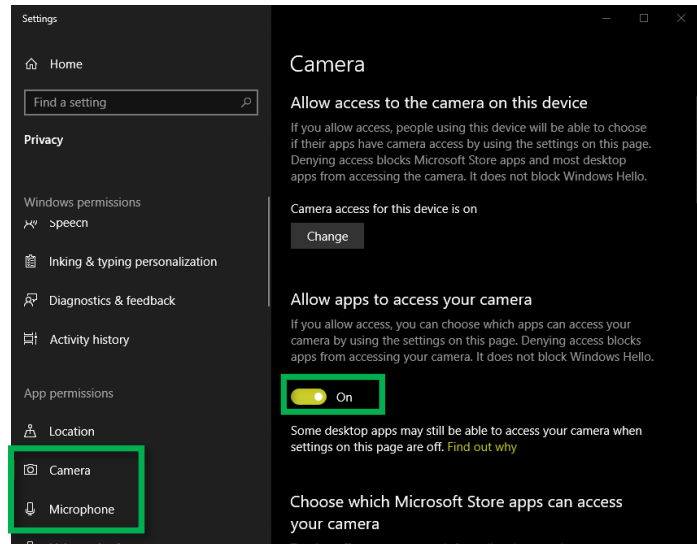 Settings
Home
Find a setting
Privacy
Windows permissions
Speech
Inking & typing personalization
Diagnostics & feedback
Activity history
App permissions
Location
Camera
Microphone
Camera
Allow access to the camera on this device
If you allow access, people using this device will be able to choose
if their apps have camera access by using the settings on this page.
Denying access blocks Microsoft Store apps and most desktop
apps from accessing the camera. It does not block Windows Hello.
Camera access for this device is on
Change
Allow apps to access your camera
If you allow access, you can choose which apps can access your
camera by using the settings on this page. Denying access blocks
apps from accessing your camera. It does not block Windows Hello.
On
Some desktop apps may still be able to access your camera when
settings on this page are off. Find out why
Choose which Microsoft Store apps can access
your camera